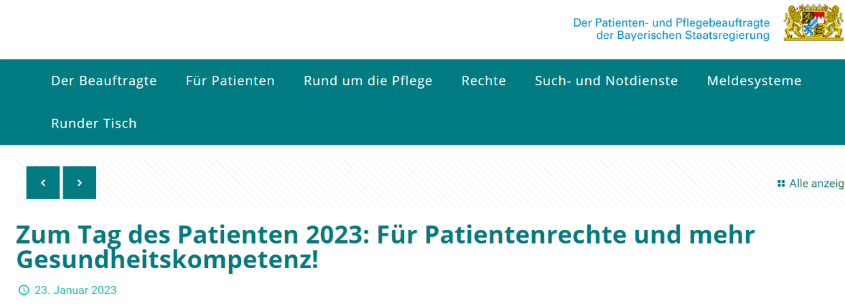 Der Patienten- und Pflegebeauftragte
der Bayerischen Staatsregierung
Der Beauftragte Für Patienten Rund um die Pflege Rechte Such- und Notdienste Meldesysteme
Runder Tisch
Alle anzeig
Zum Tag des Patienten 2023: Für Patientenrechte und mehr
Gesundheitskompetenz!
23. Januar 2023